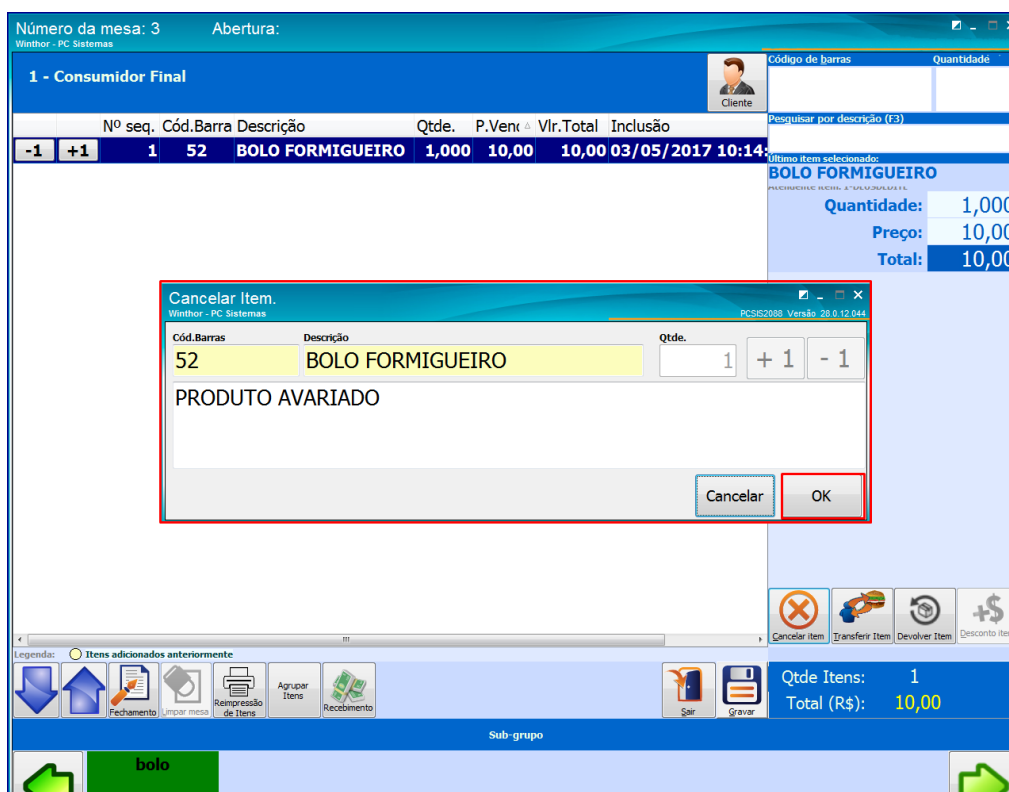 Número da mesa: 3 Abertura:
Winthor - PC Sistemas
1 - Consumidor Final
Cliente
Código de barras Quantidade
Pesquisar por descrição (F3)
Nº seq. Cód.Barra Descrição Qtde. P.Venc Vlr.Total Inclusão
-1 +1 1 52 BOLO FORMIGUEIRO 1,000 10,00 10,00 03/05/2017 10:14:
Último item selecionado:
BOLO FORMIGUEIRO
Quantidade: 1,000
Preço: 10,00
Total: 10,00
Cancelar Item.
Winthor - PC Sistemas
PCSIS2088 Versão 28.0.12.044
Cód.Barras Descrição Qtde.
52 BOLO FORMIGUEIRO 1 + 1 - 1
PRODUTO AVARIADO
Cancelar OK
Cancelar item Transferir Item Devolver Item Desconto ite
Legenda: Itens adicionados anteriormente
Fechamento Limpar mesa Reimpressão de Itens Agrupar Itens Recebimento Sair Gravar
Qtde Itens: 1
Total (R$): 10,00
Sub-grupo
bolo